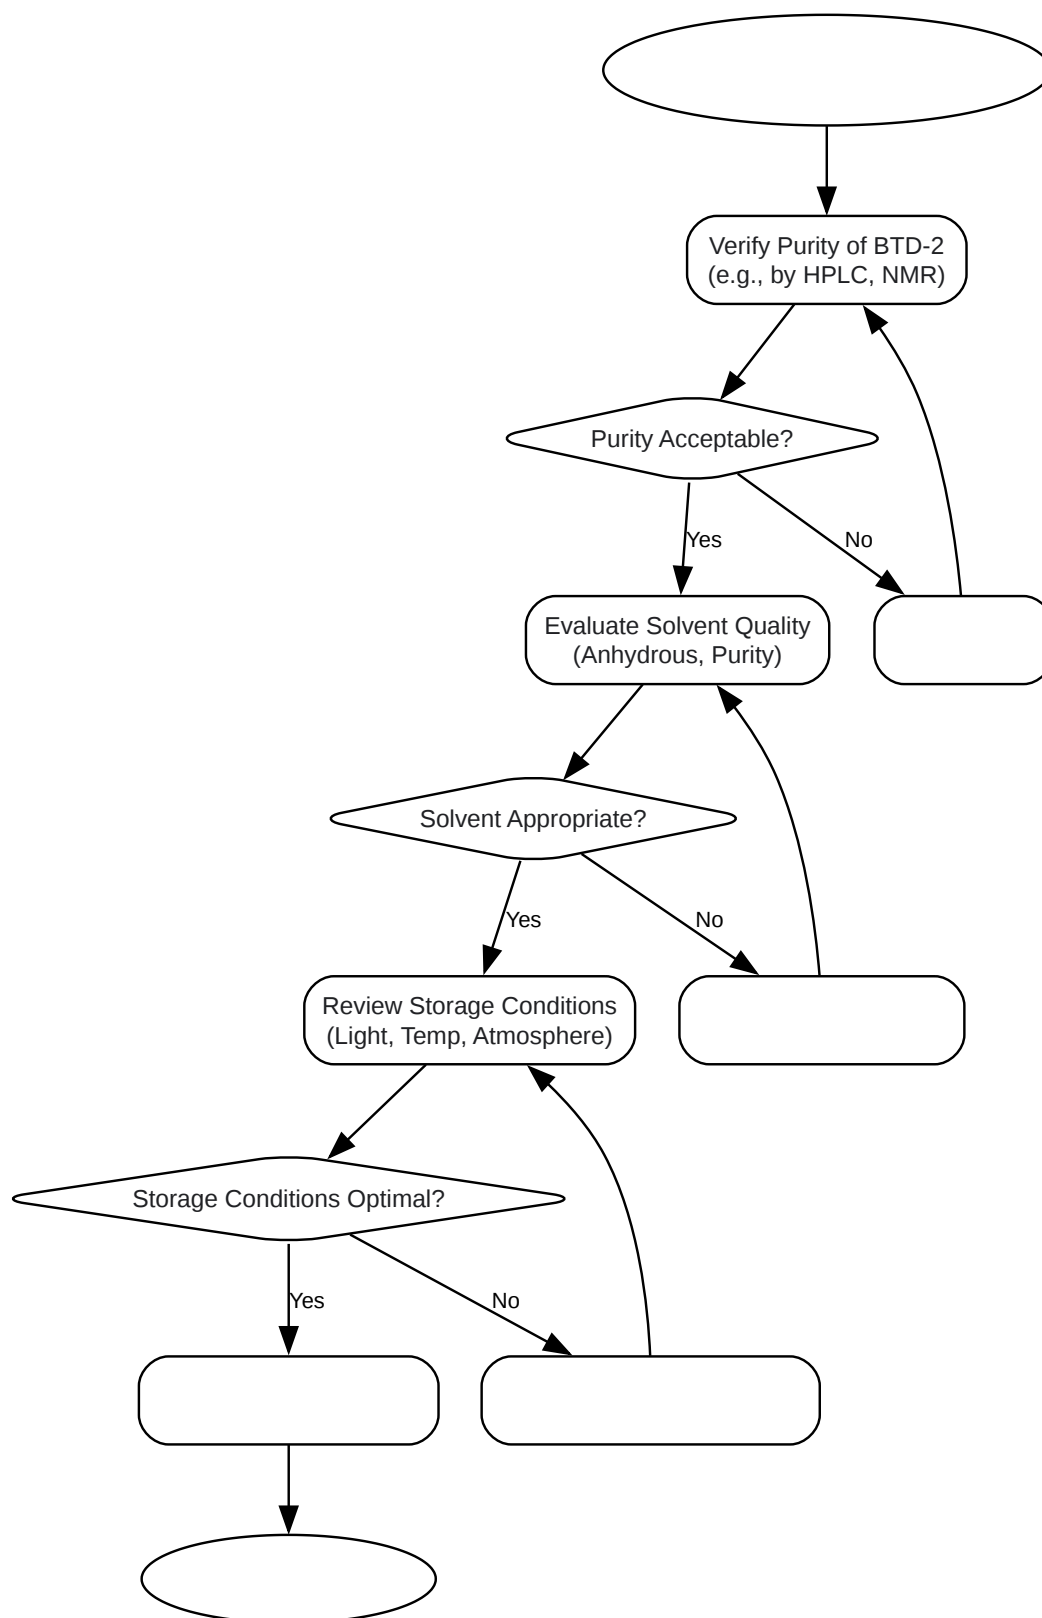 Verify Purity of BTD-2
(e.g., by HPLC, NMR)
Purity Acceptable?
Yes
No
Evaluate Solvent Quality
(Anhydrous, Purity)
Solvent Appropriate?
Yes
No
Review Storage Conditions
(Light, Temp, Atmosphere)
Storage Conditions Optimal?
Yes
No